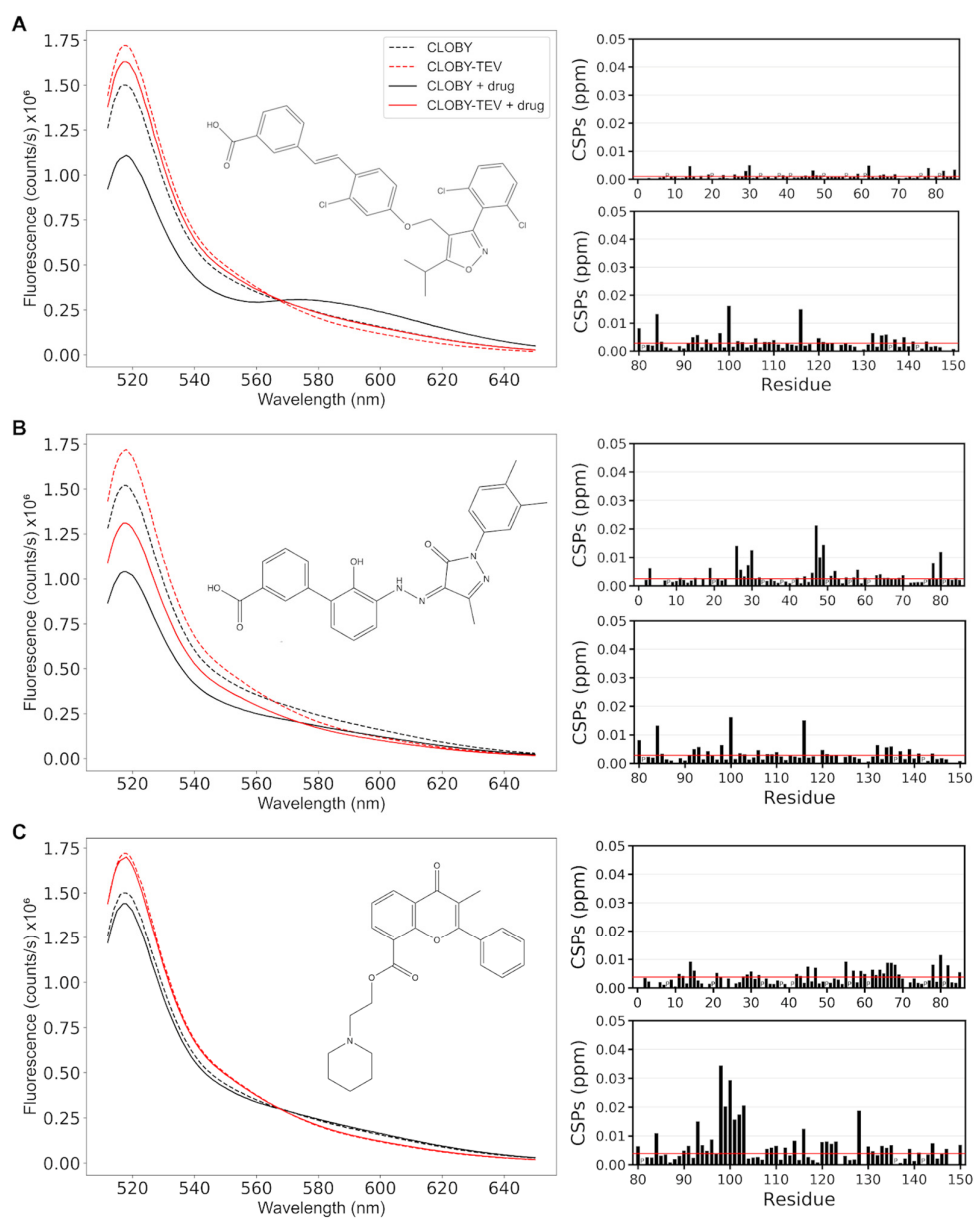 A
Fluorescence (counts/s) x10⁶
1.75
1.50
1.25
1.00
0.75
0.50
0.25
0.00
520 540 560 580 600 620 640
Wavelength (nm)
CLOBY
CLOBY-TEV
CLOBY + drug
CLOBY-TEV + drug
HO
O
Cl
O
Cl
Cl
N
O
CSPs (ppm)
0.05
0.04
0.03
0.02
0.01
0.00
0 10 20 30 40 50 60 70 80
CSPs (ppm)
0.05
0.04
0.03
0.02
0.01
0.00
80 90 100 110 120 130 140 150
Residue
B
Fluorescence (counts/s) x10⁶
1.75
1.50
1.25
1.00
0.75
0.50
0.25
0.00
520 540 560 580 600 620 640
Wavelength (nm)
HO
O
OH
H
N
N
O
N
N
CSPs (ppm)
0.05
0.04
0.03
0.02
0.01
0.00
0 10 20 30 40 50 60 70 80
CSPs (ppm)
0.05
0.04
0.03
0.02
0.01
0.00
80 90 100 110 120 130 140 150
Residue
C
Fluorescence (counts/s) x10⁶
1.75
1.50
1.25
1.00
0.75
0.50
0.25
0.00
520 540 560 580 600 620 640
Wavelength (nm)
O
O
O
O
N
CSPs (ppm)
0.05
0.04
0.03
0.02
0.01
0.00
0 10 20 30 40 50 60 70 80
CSPs (ppm)
0.05
0.04
0.03
0.02
0.01
0.00
80 90 100 110 120 130 140 150
Residue